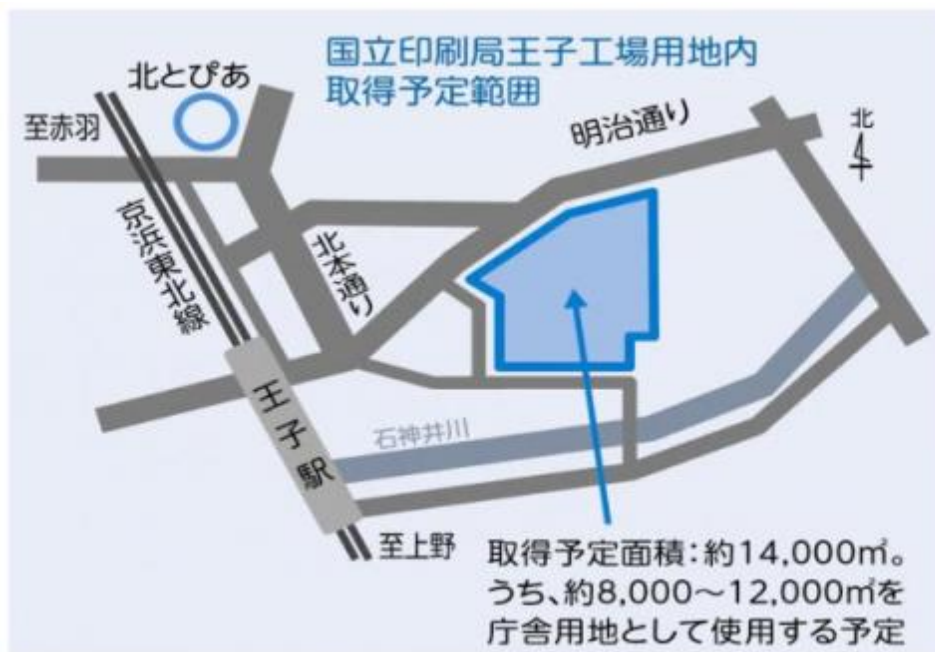 国立印刷局王子工場用地内
取得予定範囲
北とぴあ
至赤羽
明治通り
北
京浜東北線
北本通り
王子駅
石神井川
至上野
取得予定面積：約14,000㎡。
うち、約8,000〜12,000㎡を
庁舎用地として使用する予定